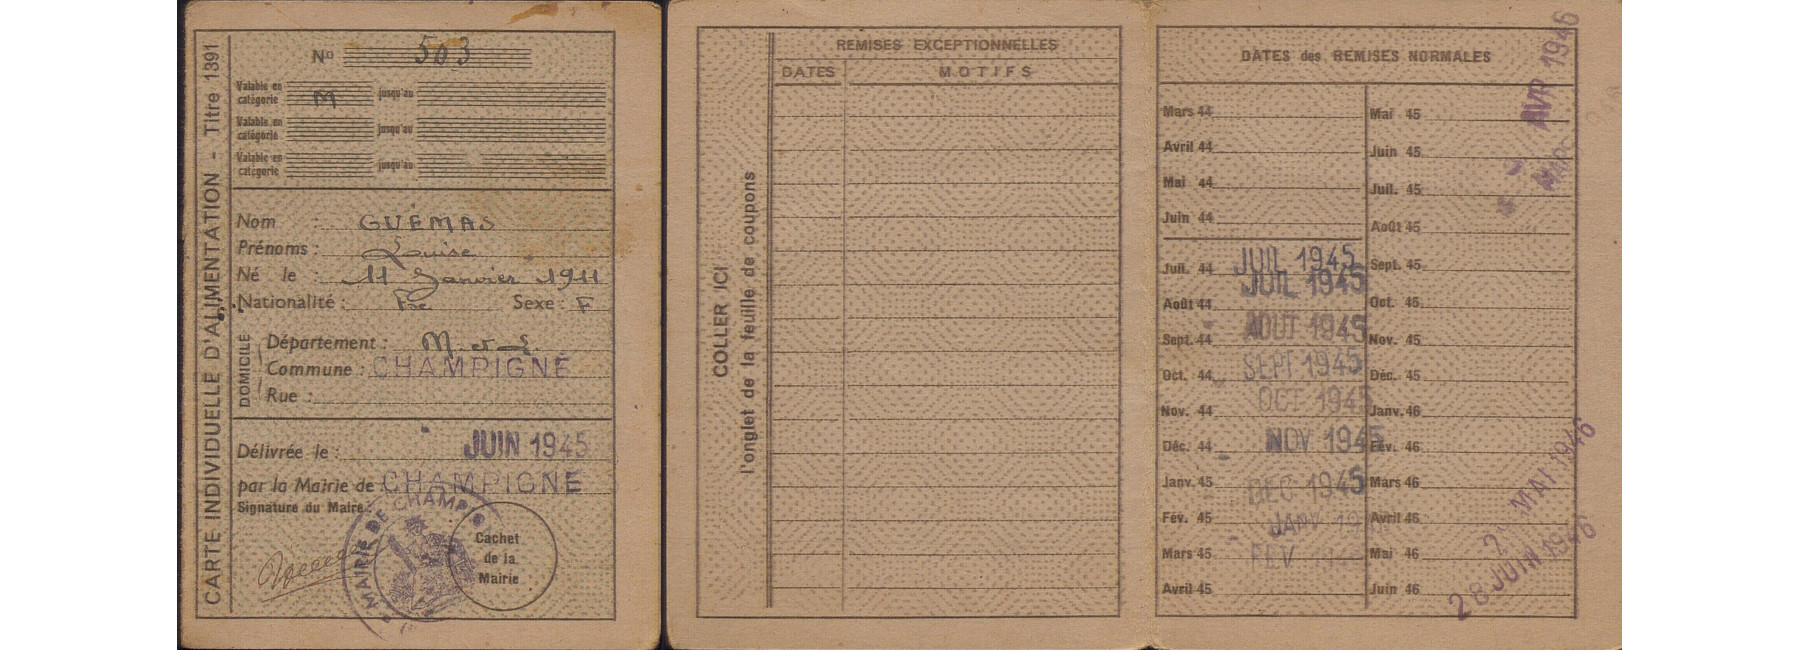 CARTE INDIVIDUELLE D'ALIMENTATION - Titre 1391
No 503
Valable en catégorie M jusqu'au
Valable en catégorie jusqu'au
Valable en catégorie jusqu'au
Nom : GUÉMAS
Prénoms : Louise
Né le : 11 Janvier 1911
Nationalité : Fse Sexe : F
DOMICILE
Département : M. et L.
Commune : CHAMPIGNÉ
Rue :
Délivrée le : JUIN 1945
par la Mairie de CHAMPIGNÉ
Signature du Maire :
MAIRIE DE CHAMPIG
Cachet
de la
Mairie
COLLER ICI
l'onglet de la feuille de coupons
REMISES EXCEPTIONNELLES
DATES MOTIFS
DATES des REMISES NORMALES
Mars 44
Avril 44
Mai 44
Juin 44
Juil. 44 JUIL 1945
JUIL 1945
Août 44
AOUT 1945
Sept. 44
SEPT 1945
Oct. 44
OCT 1945
Nov. 44
NOV 1945
Déc. 44
DEC 1945
Janv. 45
Fév. 45 JANV
Mars 45 FEV
Avril 45
Mai 45
Juin 45
Juil. 45
Août 45
Sept. 45
Oct. 45
Nov. 45
Déc. 45
Janv. 46
Fév. 46
Mars 46
Avril 46
Mai 46
Juin 46
AVR 1946
MARS
MAI 1946
28 JUIN 1946